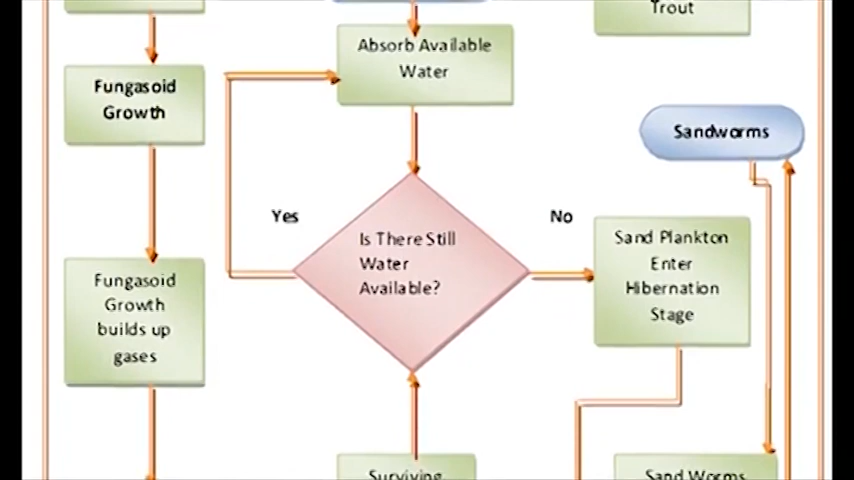 Trout
Absorb Available
Water
Fungasoid
Growth
Sandworms
Yes
No
Is There Still
Water
Available?
Sand Plankton
Enter
Hibernation
Stage
Fungasoid
Growth
builds up
gases
Surviving
Sand Worms